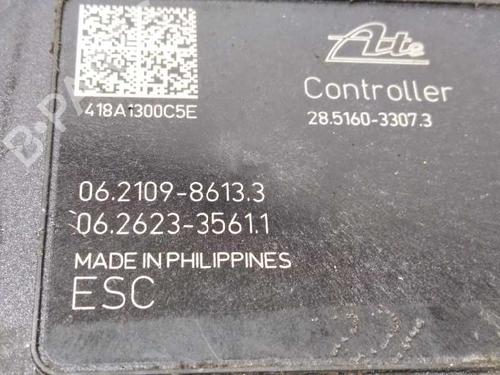 Ate
418A1300C5E
Controller
28.5160-3307.3
06.2109-8613.3
06.2623-3561.1
MADE IN PHILIPPINES
ESC